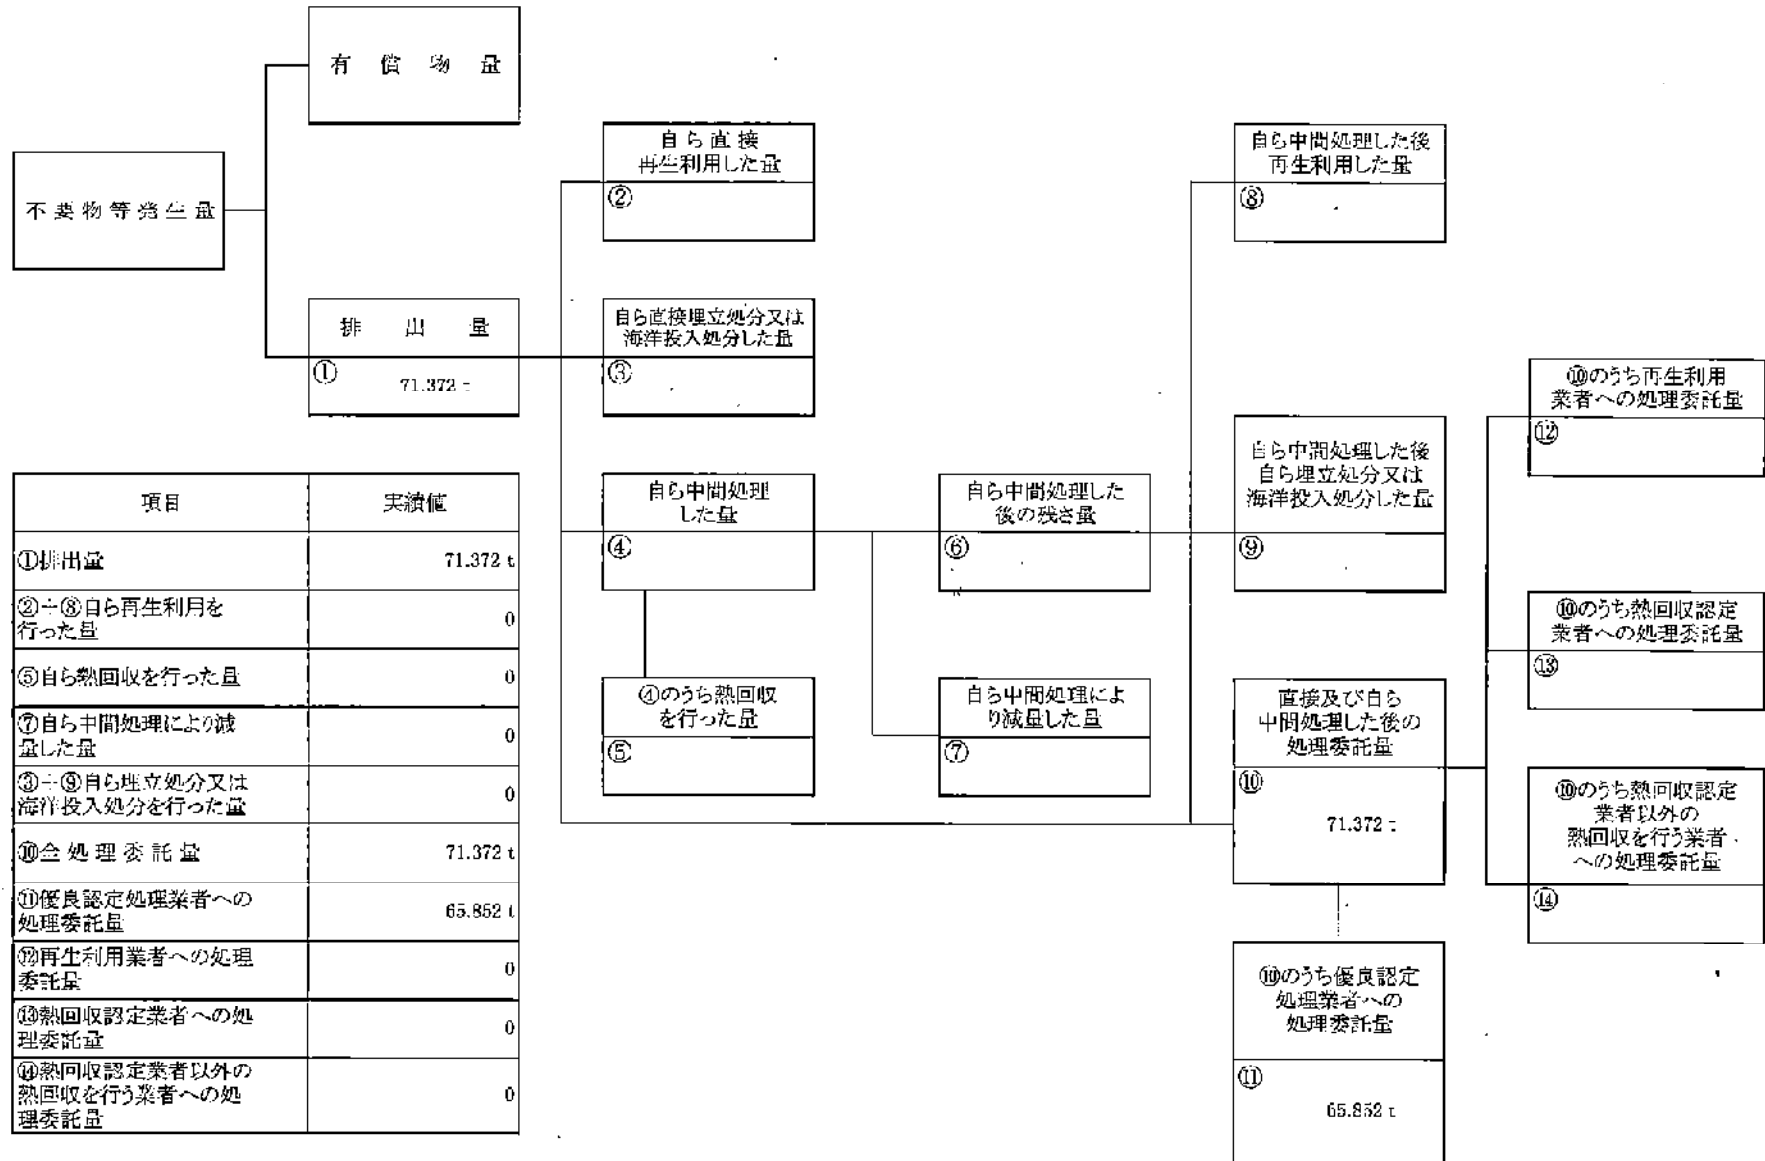 有償物量
不要物等発生量
排出量
①
71.372 t
自ら直接
再生利用した量
②
自ら直接埋立処分又は
海洋投入処分した量
③
自ら中間処理
した量
④
④のうち熱回収
を行った量
⑤
自ら中間処理した
後の残さ量
⑥
自ら中間処理によ
り減量した量
⑦
自ら中間処理した後
再生利用した量
⑧
自ら中間処理した後
自ら埋立処分又は
海洋投入処分した量
⑨
直接及び自ら
中間処理した後の
処理委託量
⑩
71.372 t
⑩のうち優良認定
処理業者への
処理委託量
⑪
65.852 t
⑩のうち再生利用
業者への処理委託量
⑫
⑩のうち熱回収認定
業者への処理委託量
⑬
⑩のうち熱回収認定
業者以外の
熱回収を行う業者
への処理委託量
⑭
項目 実績値
①排出量 71.372 t
②+⑧自ら再生利用を
行った量 0
⑤自ら熱回収を行った量 0
⑦自ら中間処理により減
量した量 0
③+⑨自ら埋立処分又は
海洋投入処分を行った量 0
⑩全処理委託量 71.372 t
⑪優良認定処理業者への
処理委託量 65.852 t
⑫再生利用業者への処理
委託量 0
⑬熱回収認定業者への処
理委託量 0
⑭熱回収認定業者以外の
熱回収を行う業者への処
理委託量 0